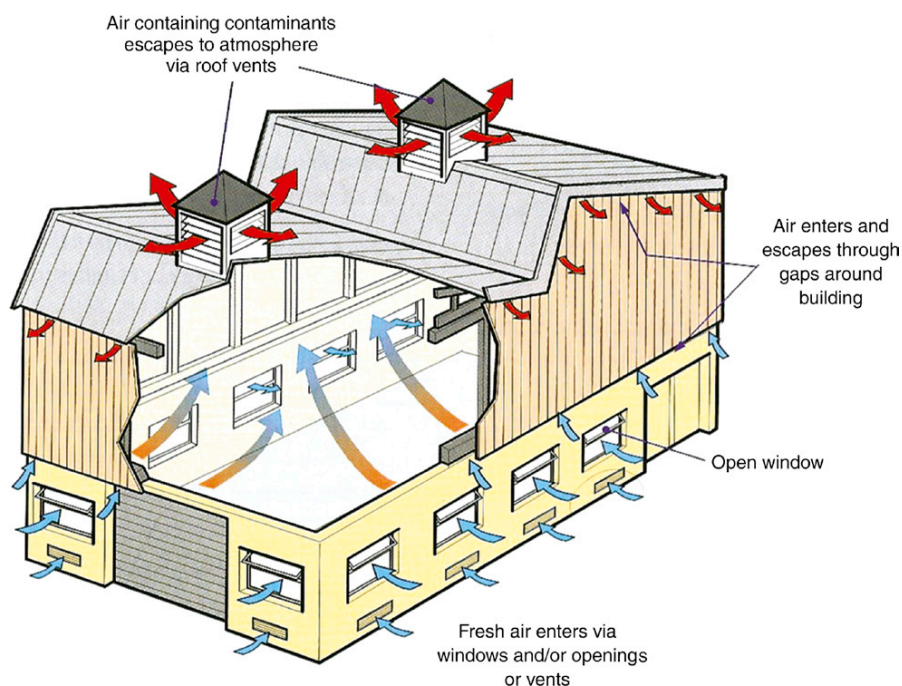 Air containing contaminants
escapes to atmosphere
via roof vents
Air enters and
escapes through
gaps around
building
Open window
Fresh air enters via
windows and/or openings
or vents